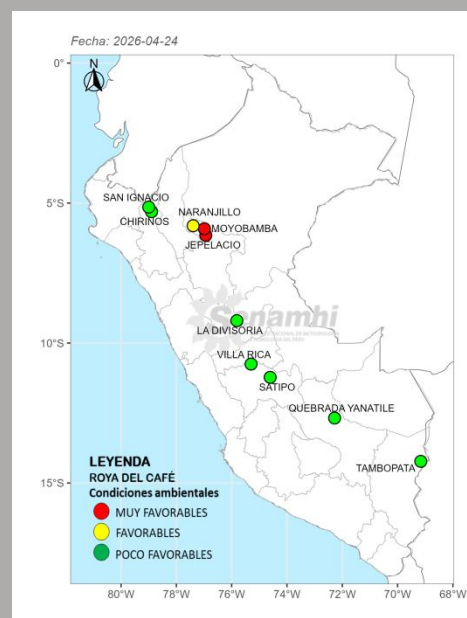 Fecha: 2026-04-24
N
0°
5°S
10°S
15°S
SAN IGNACIO
CHIRINOS
NARANJILLO
MOYOBAMBA
JEPELACIO
Senamhi
LA DIVISORIA
VILLA RICA
SATIPO
QUEBRADA YANATILE
TAMBOPATA
LEYENDA
ROYA DEL CAFÉ
Condiciones ambientales
MUY FAVORABLES
FAVORABLES
POCO FAVORABLES
80°W 78°W 76°W 74°W 72°W 70°W 68°W